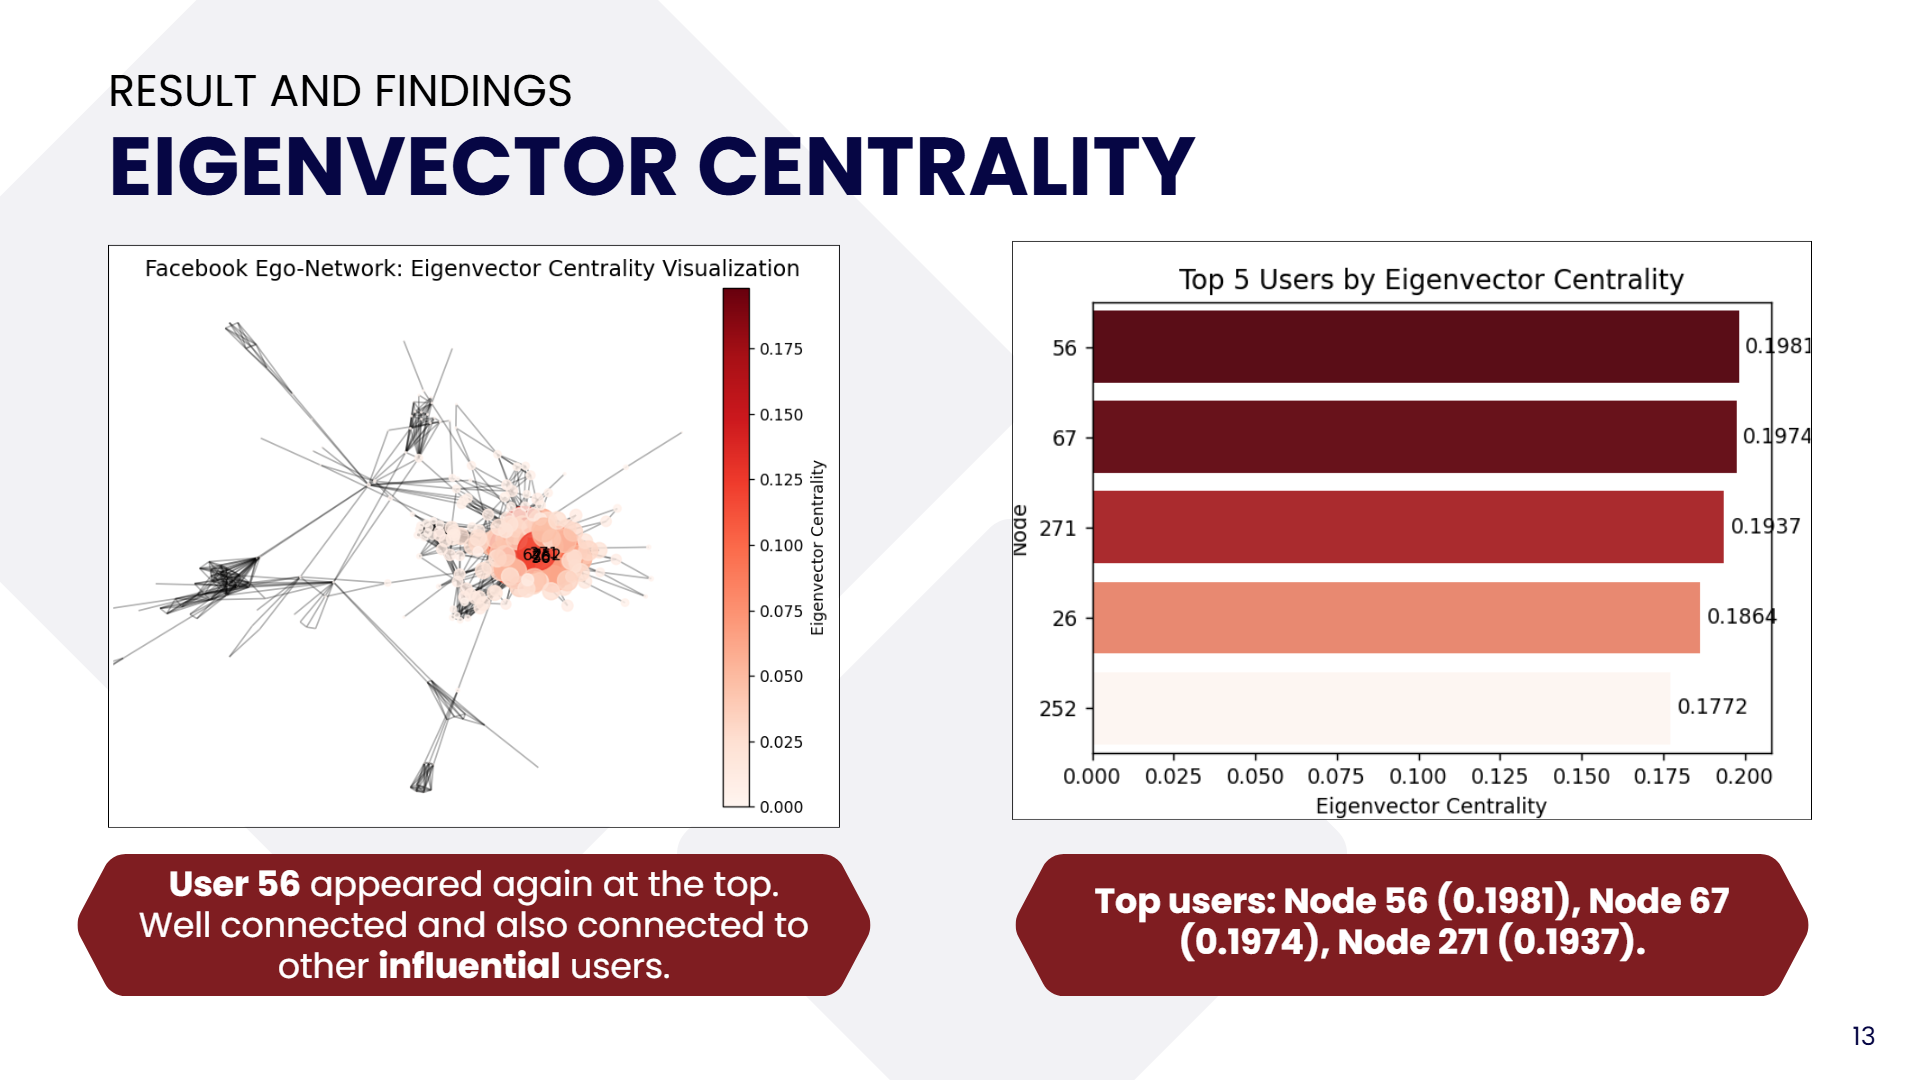 RESULT AND FINDINGS
EIGENVECTOR CENTRALITY
Facebook Ego-Network: Eigenvector Centrality Visualization
0.175
0.150
0.125
0.100
0.075
0.050
0.025
0.000
Eigenvector Centrality
Top 5 Users by Eigenvector Centrality
Node
56
0.1981
67
0.1974
271
0.1937
26
0.1864
252
0.1772
0.000 0.025 0.050 0.075 0.100 0.125 0.150 0.175 0.200
Eigenvector Centrality
User 56 appeared again at the top.
Well connected and also connected to
other influential users.
Top users: Node 56 (0.1981), Node 67
(0.1974), Node 271 (0.1937).
13